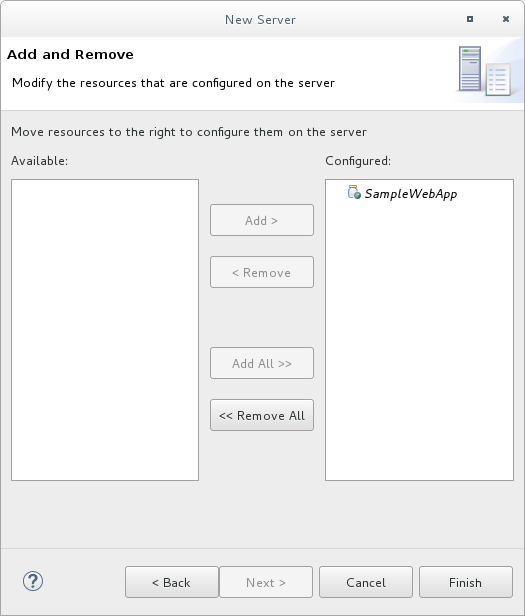 New Server
Add and Remove
Modify the resources that are configured on the server
Move resources to the right to configure them on the server
Available:
Configured:
SampleWebApp
Add >
< Remove
Add All >>
<< Remove All
?
< Back
Next >
Cancel
Finish